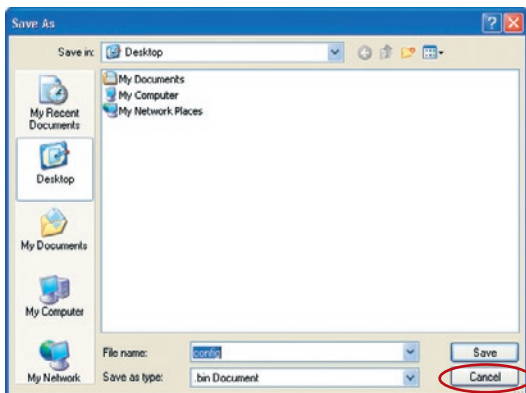 Save As
Save in: Desktop
My Recent
Documents
Desktop
My Documents
My Computer
My Network
My Documents
My Computer
My Network Places
File name: config Save
Save as type: .bin Document Cancel